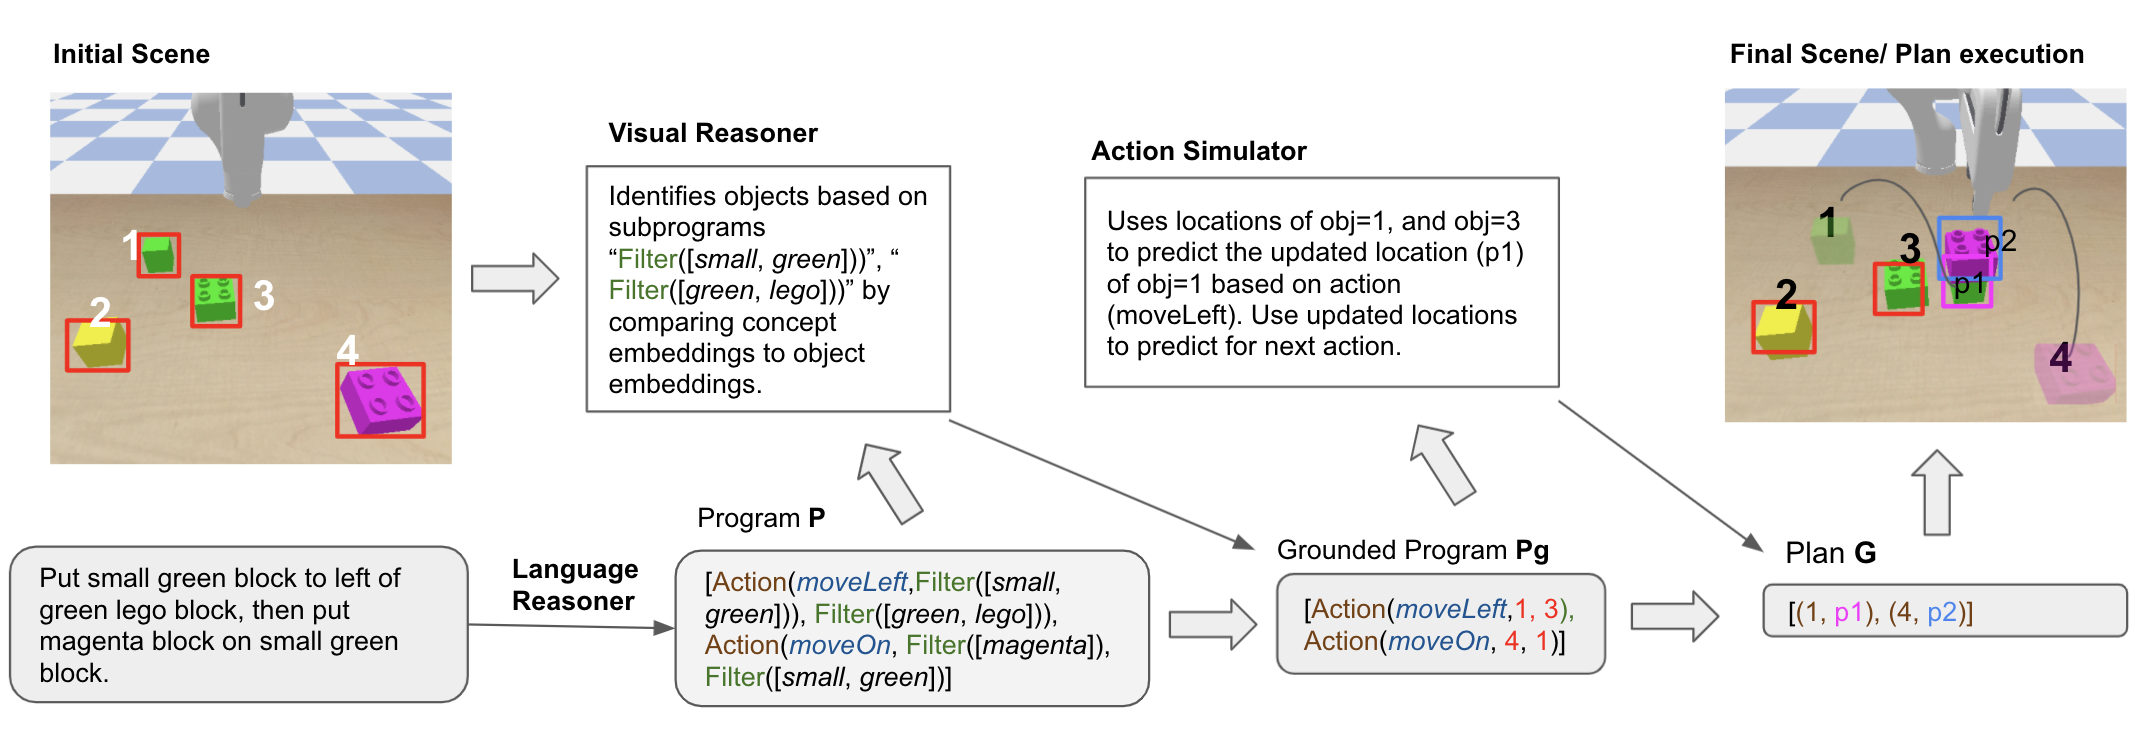 Initial Scene
1
2
3
4
Visual Reasoner
Identifies objects based on
subprograms
“Filter([small, green]))”, “
Filter([green, lego]))” by
comparing concept
embeddings to object
embeddings.
Action Simulator
Uses locations of obj=1, and obj=3
to predict the updated location (p1)
of obj=1 based on action
(moveLeft). Use updated locations
to predict for next action.
Final Scene/ Plan execution
1
2
3
p2
p1
4
Put small green block to left of
green lego block, then put
magenta block on small green
block.
Language
Reasoner
Program P
[Action(moveLeft,Filter([small,
green])), Filter([green, lego])),
Action(moveOn, Filter([magenta]),
Filter([small, green])]
Grounded Program Pg
[Action(moveLeft,1, 3),
Action(moveOn, 4, 1)]
Plan G
[(1, p1), (4, p2)]